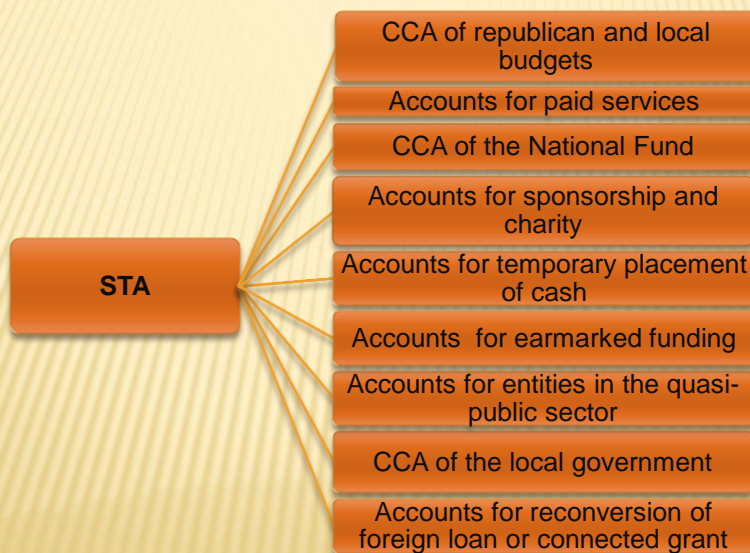 CCA of republican and local
budgets
Accounts for paid services
CCA of the National Fund
Accounts for sponsorship and
charity
STA
Accounts for temporary placement
of cash
Accounts for earmarked funding
Accounts for entities in the quasi-
public sector
CCA of the local government
Accounts for reconversion of
foreign loan or connected grant